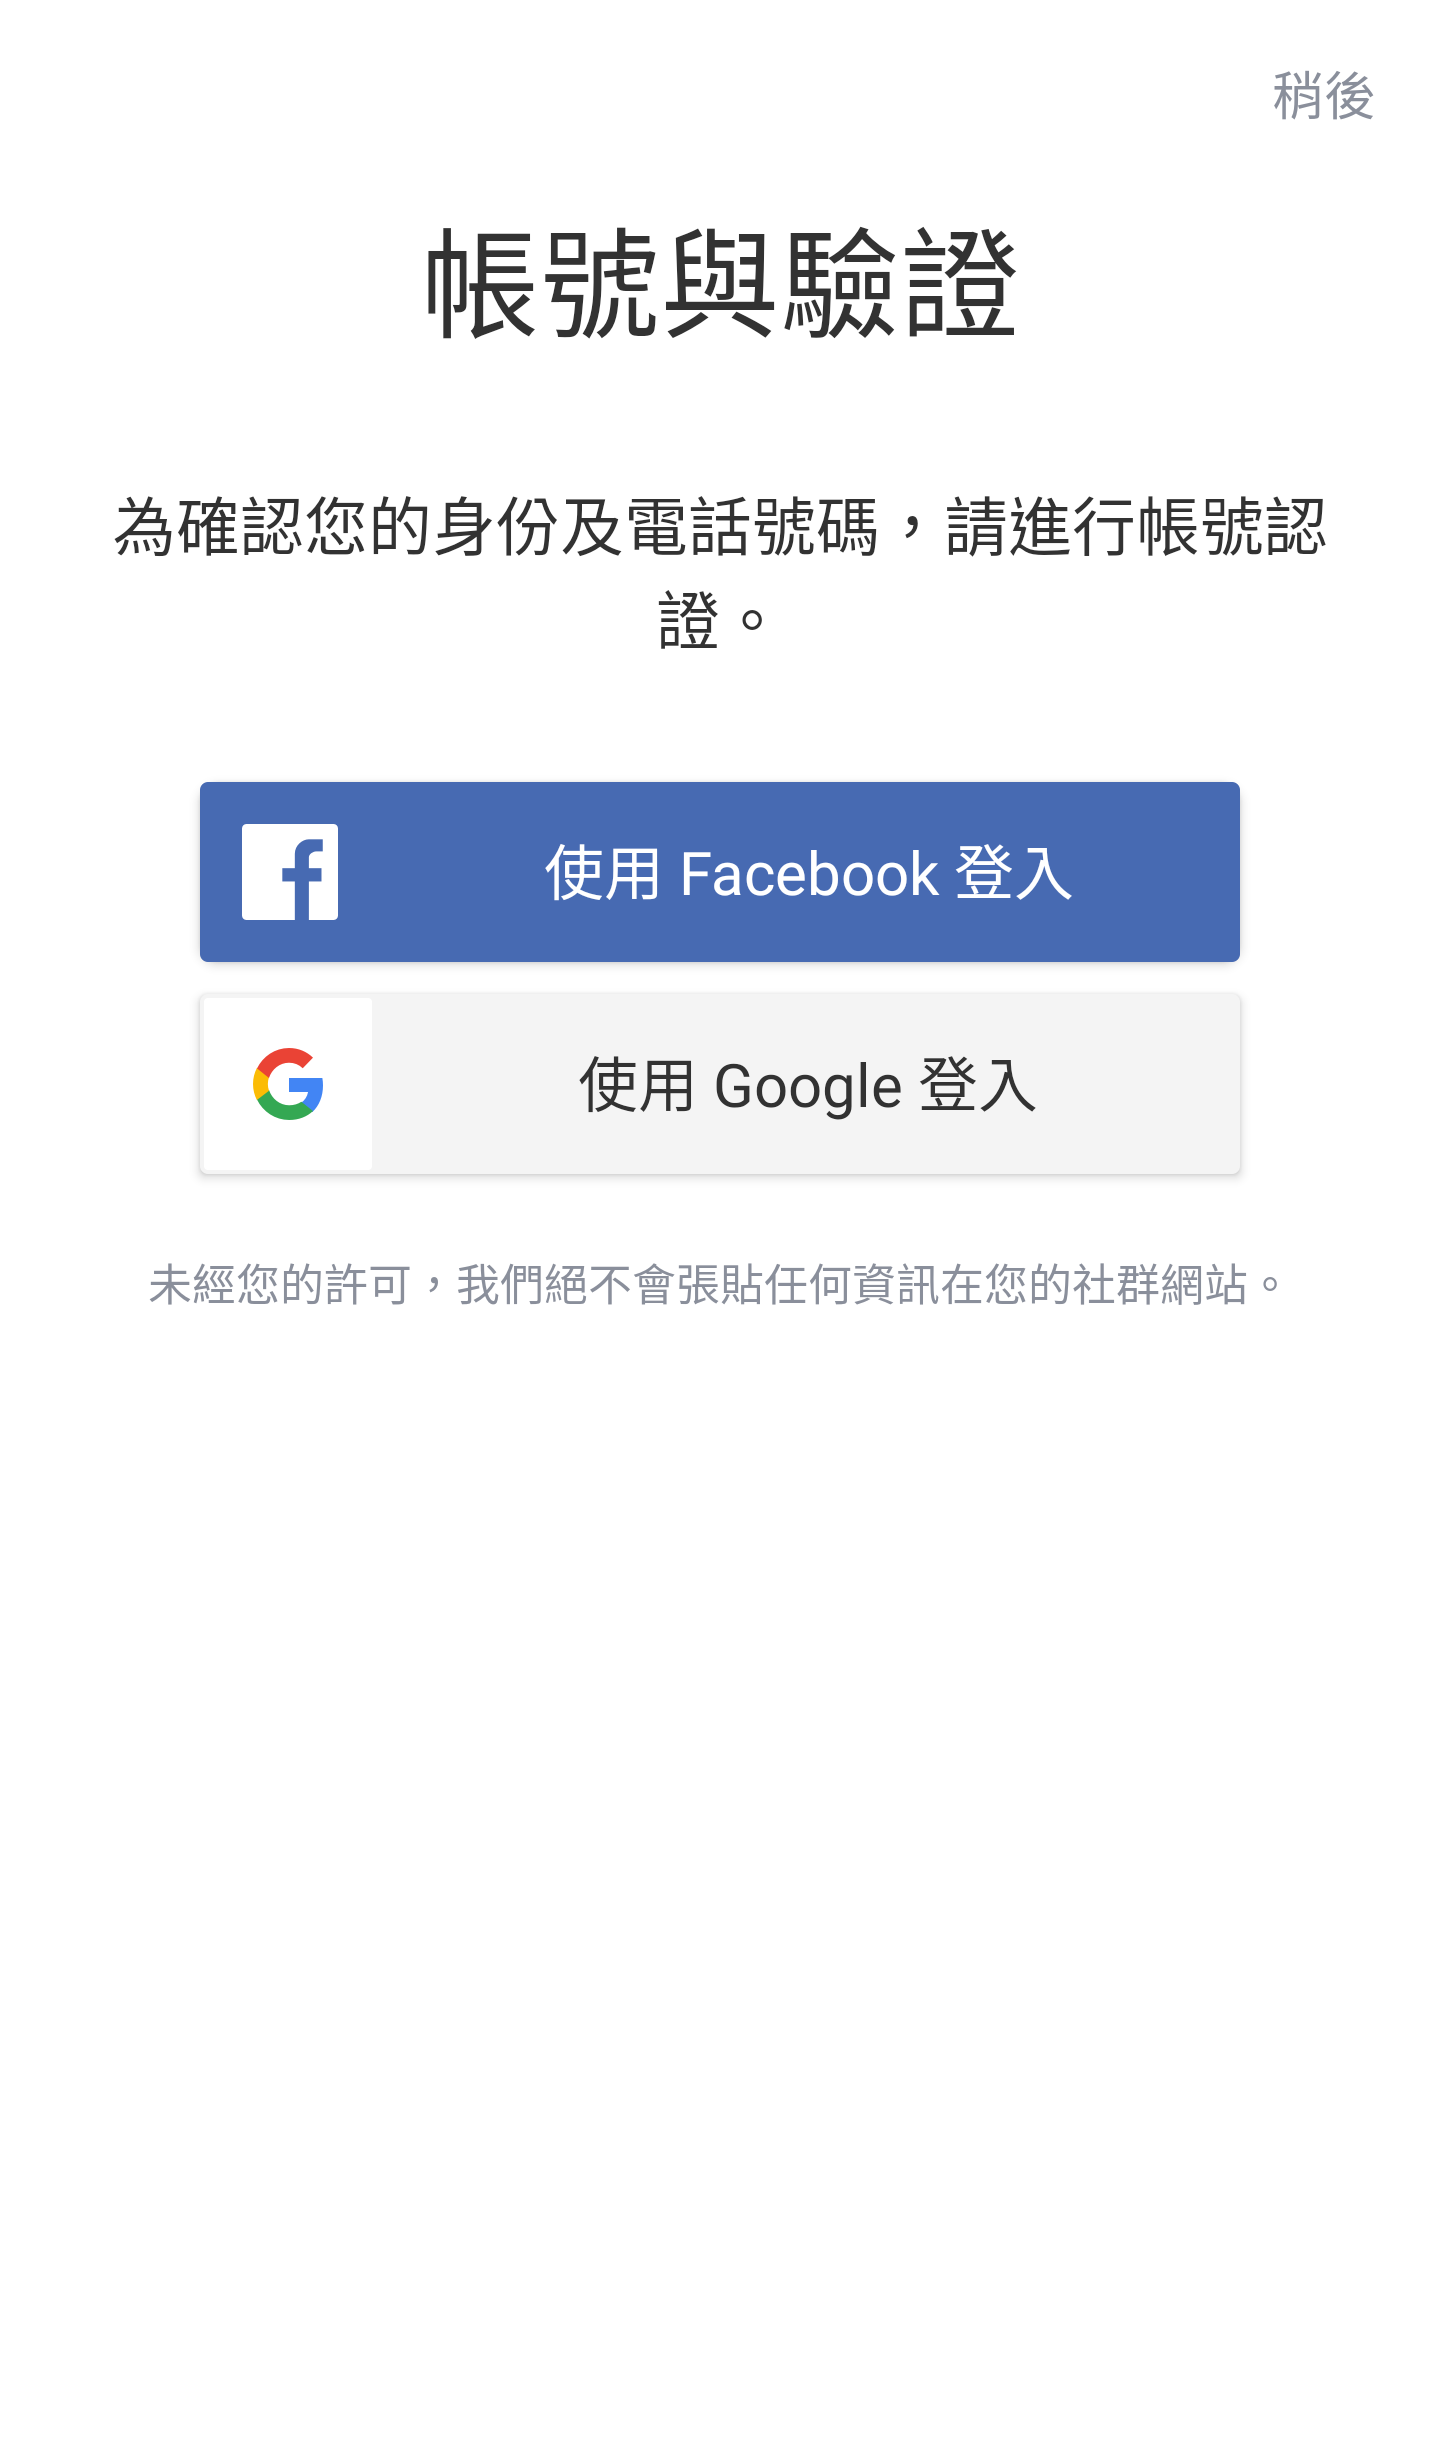 稍後
帳號與驗證
為確認您的身份及電話號碼，請進行帳號認
證。
使用 Facebook 登入
使用 Google 登入
未經您的許可，我們絕不會張貼任何資訊在您的社群網站。